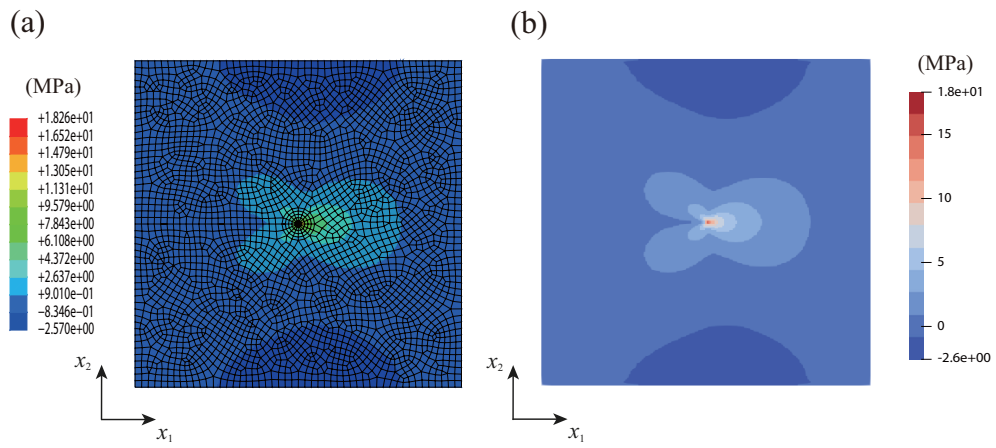 (a)
(MPa)
+1.826e+01
+1.652e+01
+1.479e+01
+1.305e+01
+1.131e+01
+9.579e+00
+7.843e+00
+6.108e+00
+4.372e+00
+2.637e+00
+9.010e−01
−8.346e−01
−2.570e+00
x2
x1
(b)
(MPa)
1.8e+01
15
10
5
0
-2.6e+00
x2
x1